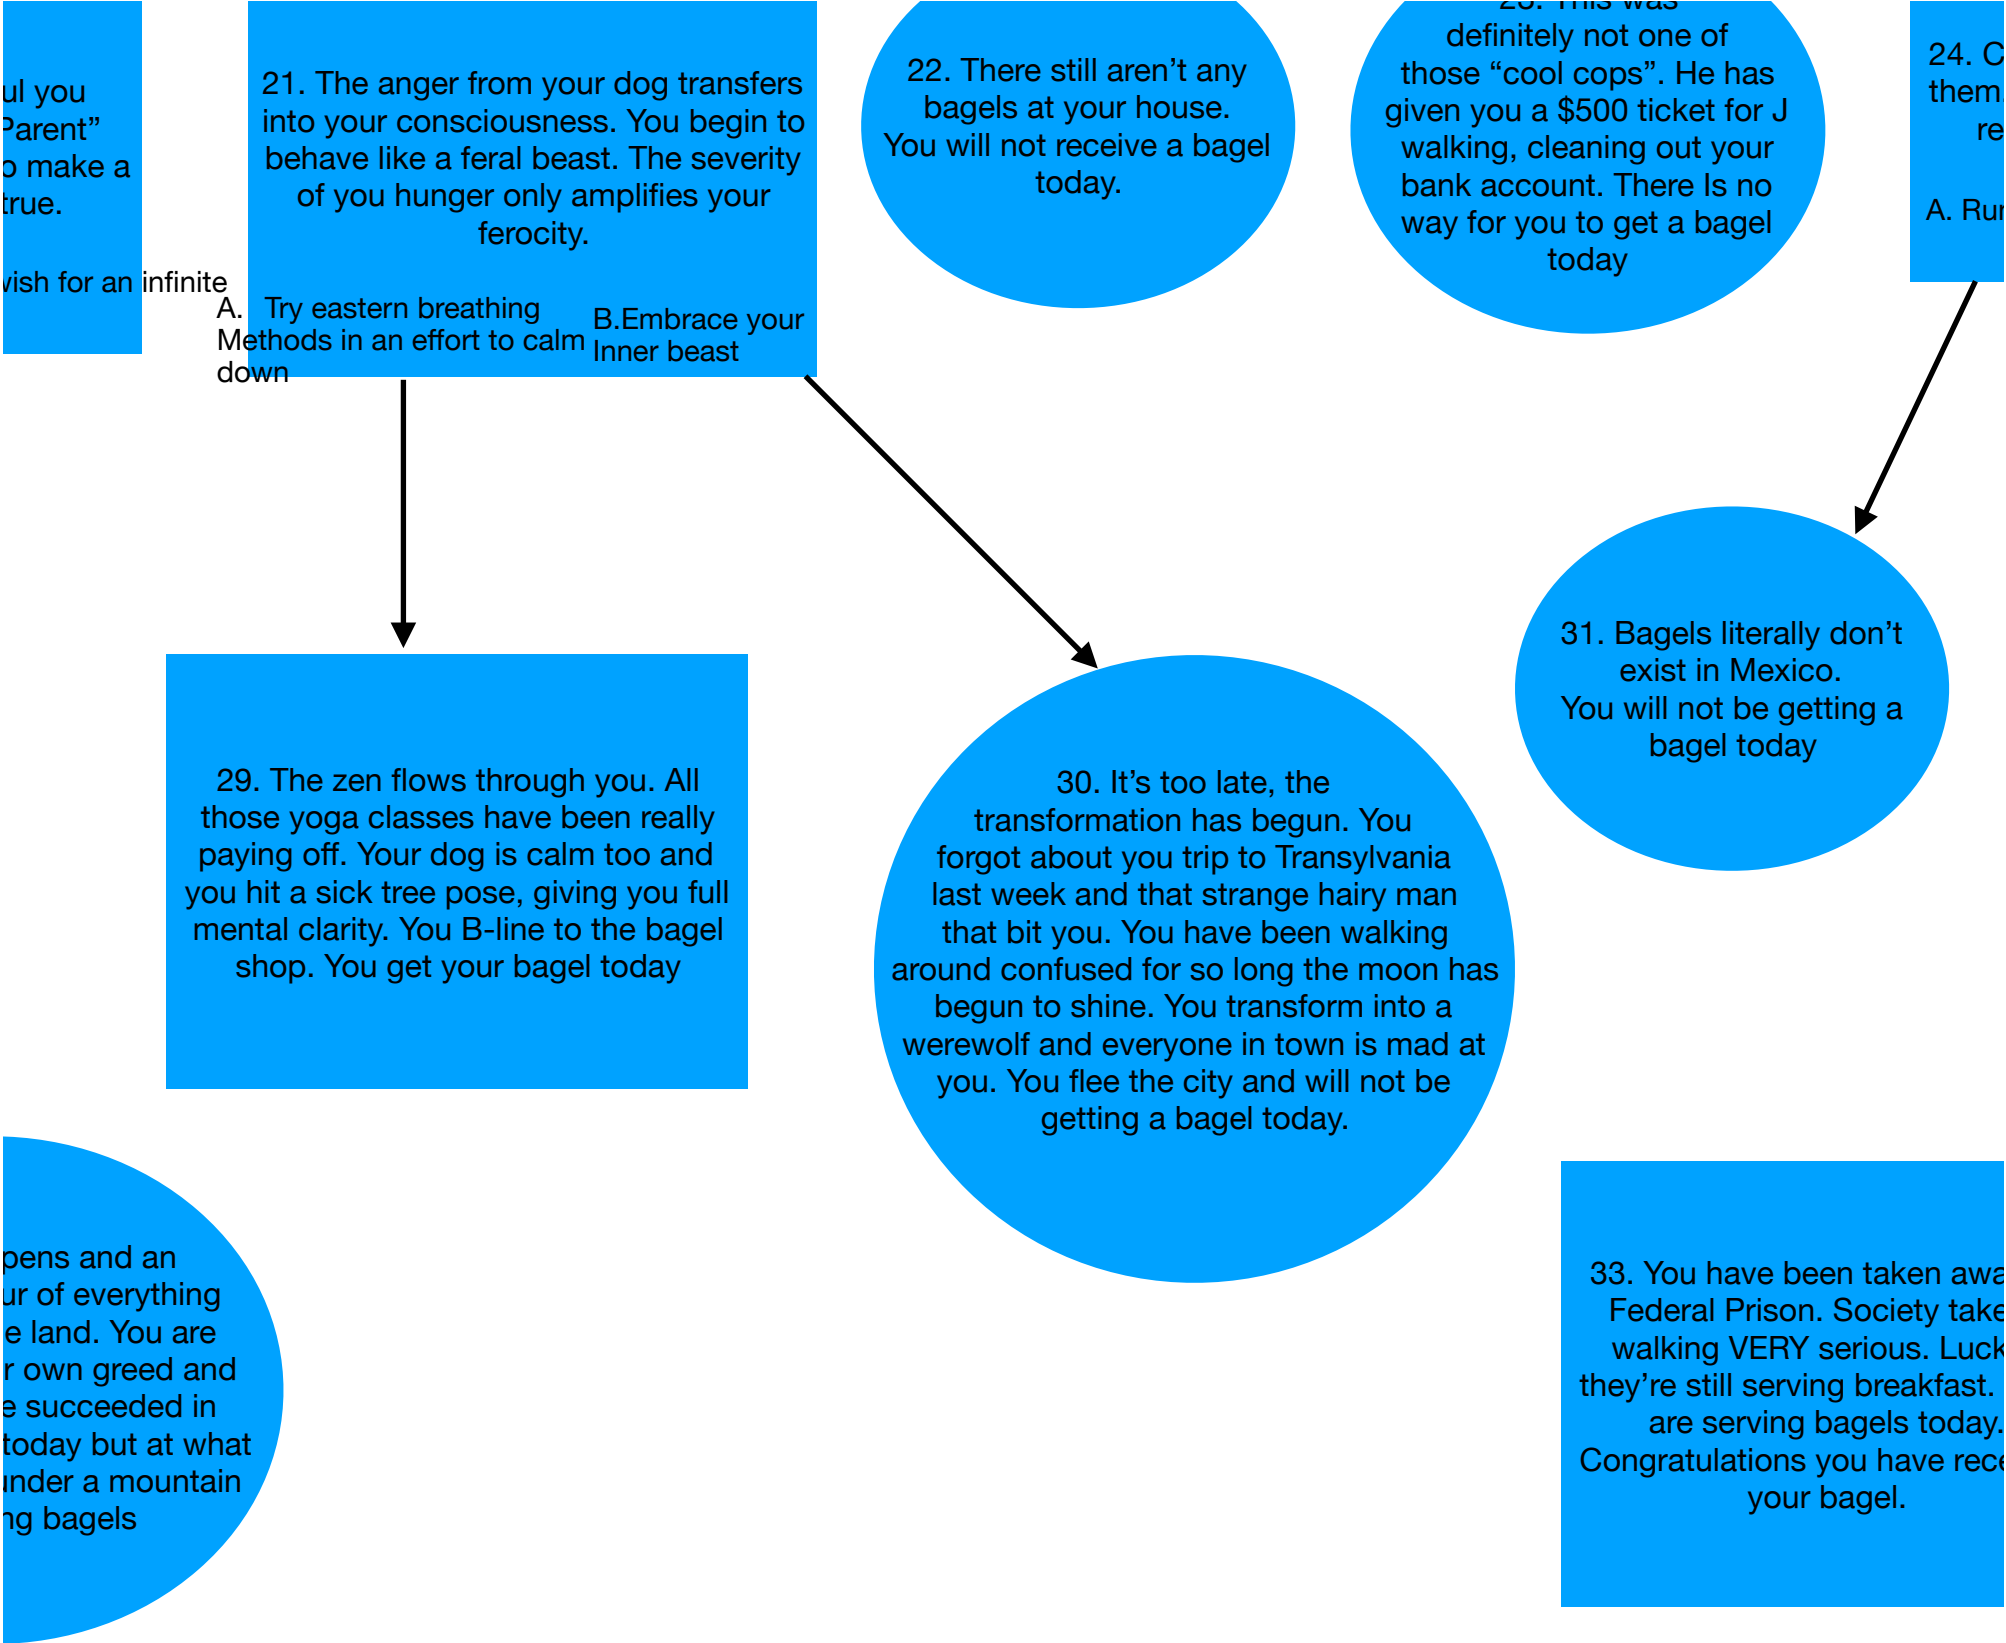 ul you
Parent”
o make a
true.
wish for an infinite
21. The anger from your dog transfers
into your consciousness. You begin to
behave like a feral beast. The severity
of you hunger only amplifies your
ferocity.
A. Try eastern breathing
Methods in an effort to calm
down
B.Embrace your
Inner beast
22. There still aren’t any
bagels at your house.
You will not receive a bagel
today.
23. This was
definitely not one of
those “cool cops”. He has
given you a $500 ticket for J
walking, cleaning out your
bank account. There Is no
way for you to get a bagel
today
24. C
them.
re
A. Run
29. The zen flows through you. All
those yoga classes have been really
paying off. Your dog is calm too and
you hit a sick tree pose, giving you full
mental clarity. You B-line to the bagel
shop. You get your bagel today
30. It’s too late, the
transformation has begun. You
forgot about you trip to Transylvania
last week and that strange hairy man
that bit you. You have been walking
around confused for so long the moon has
begun to shine. You transform into a
werewolf and everyone in town is mad at
you. You flee the city and will not be
getting a bagel today.
31. Bagels literally don’t
exist in Mexico.
You will not be getting a
bagel today
pens and an
ur of everything
e land. You are
r own greed and
e succeeded in
today but at what
under a mountain
ng bagels
33. You have been taken awa
Federal Prison. Society take
walking VERY serious. Luck
they’re still serving breakfast.
are serving bagels today.
Congratulations you have rece
your bagel.